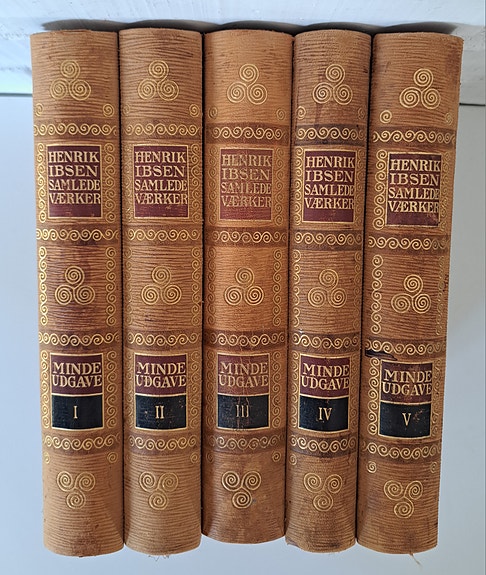 HENRIK
IBSEN
SAMLEDE
VÆRKER
MINDE
UDGAVE
I
HENRIK
IBSEN
SAMLEDE
VÆRKER
MINDE
UDGAVE
II
HENRIK
IBSEN
SAMLEDE
VÆRKER
MINDE
UDGAVE
III
HENRIK
IBSEN
SAMLEDE
VÆRKER
MINDE
UDGAVE
IV
HENRIK
IBSEN
SAMLEDE
VÆRKER
MINDE
UDGAVE
V